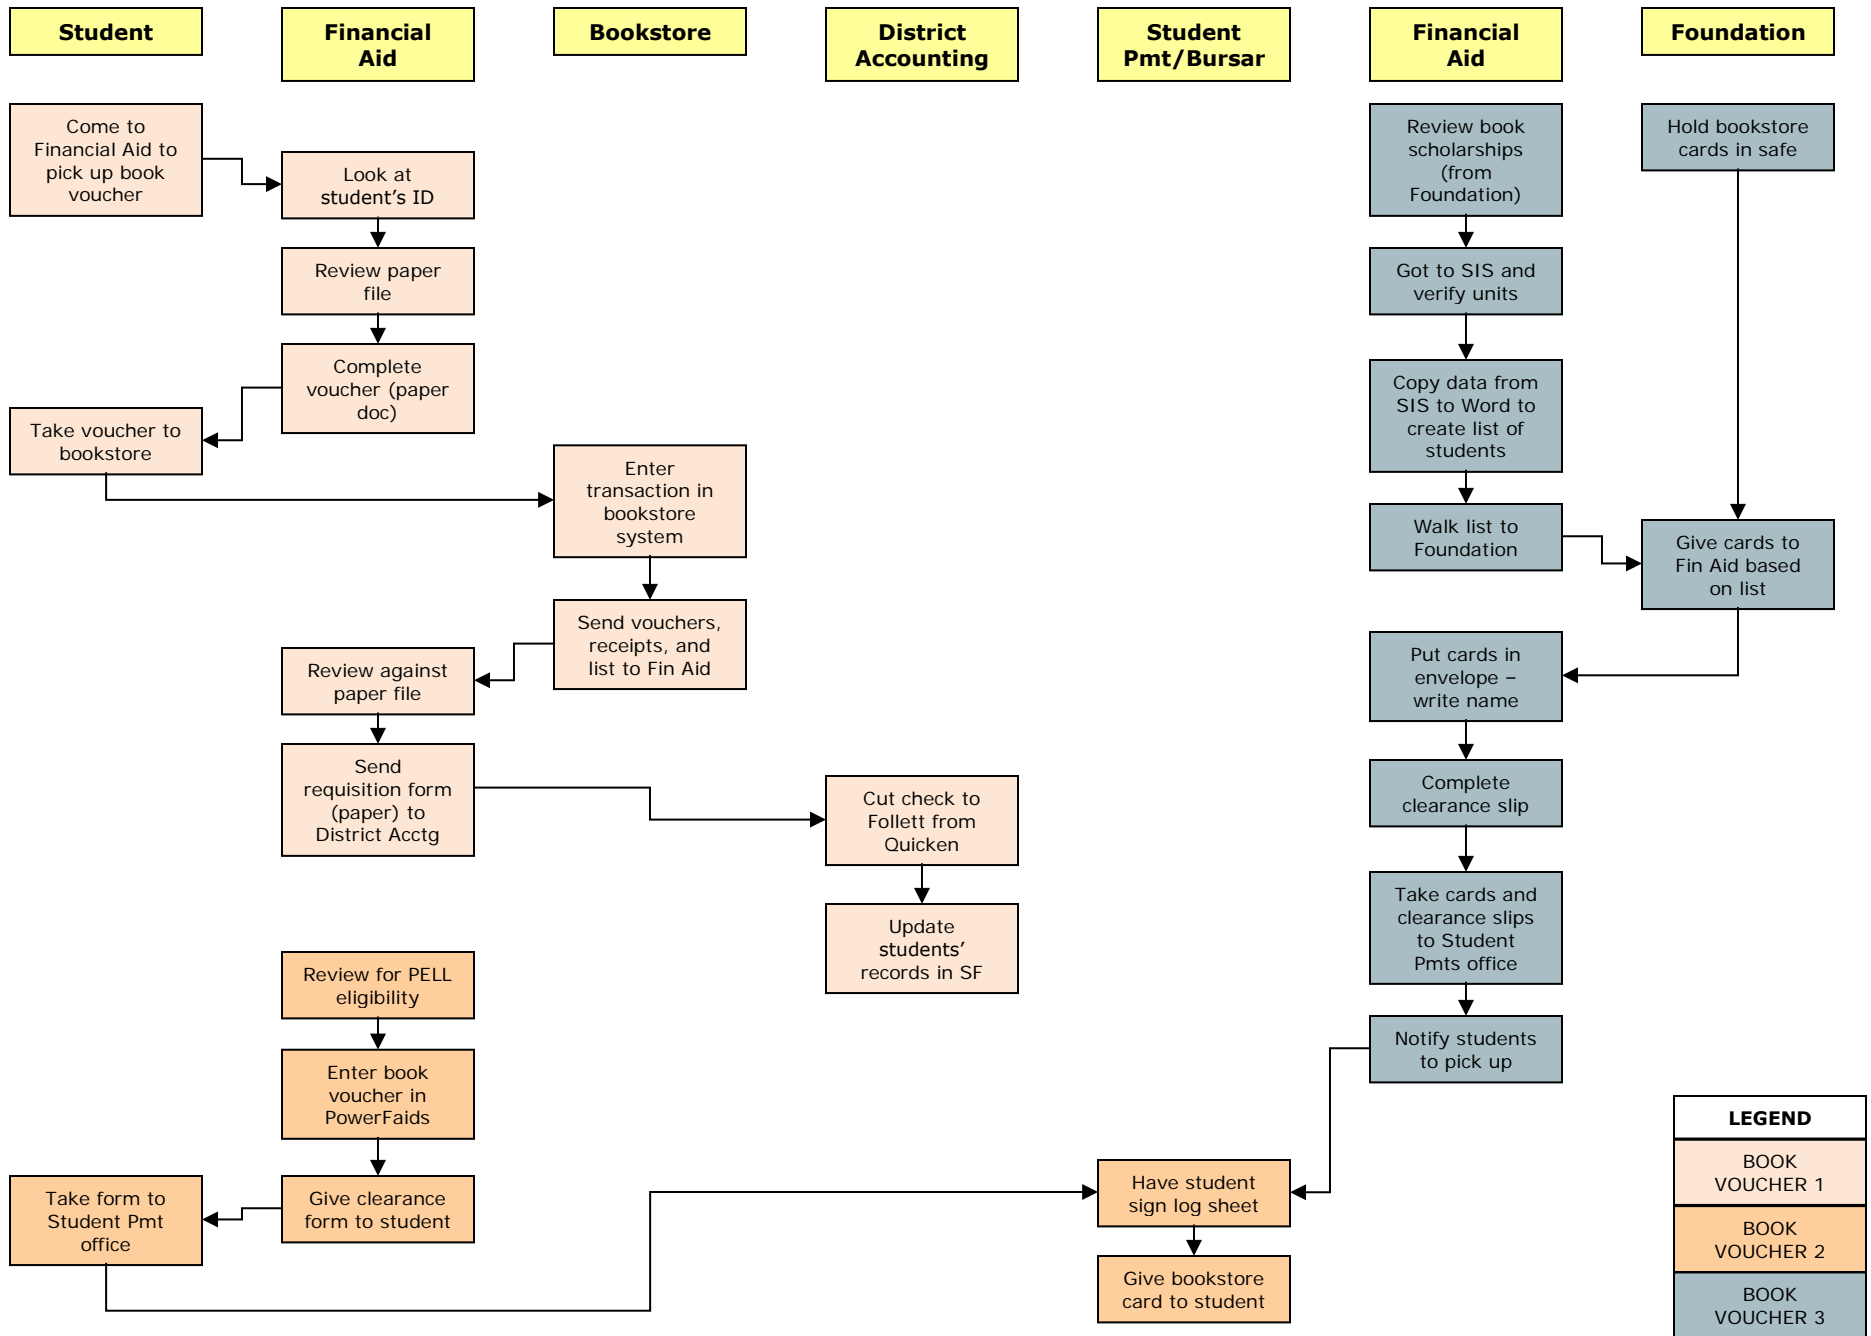 Student
Financial
Aid
Bookstore
District
Accounting
Student
Pmt/Bursar
Financial
Aid
Foundation
Come to
Financial Aid to
pick up book
voucher
Look at
student’s ID
Review paper
file
Complete
voucher (paper
doc)
Take voucher to
bookstore
Enter
transaction in
bookstore
system
Send vouchers,
receipts, and
list to Fin Aid
Review against
paper file
Send
requisition form
(paper) to
District Acctg
Cut check to
Follett from
Quicken
Update
students’
records in SF
Review for PELL
eligibility
Enter book
voucher in
PowerFaids
Give clearance
form to student
Take form to
Student Pmt
office
Have student
sign log sheet
Give bookstore
card to student
Review book
scholarships
(from
Foundation)
Got to SIS and
verify units
Copy data from
SIS to Word to
create list of
students
Walk list to
Foundation
Hold bookstore
cards in safe
Give cards to
Fin Aid based
on list
Put cards in
envelope –
write name
Complete
clearance slip
Take cards and
clearance slips
to Student
Pmts office
Notify students
to pick up
LEGEND
BOOK
VOUCHER 1
BOOK
VOUCHER 2
BOOK
VOUCHER 3